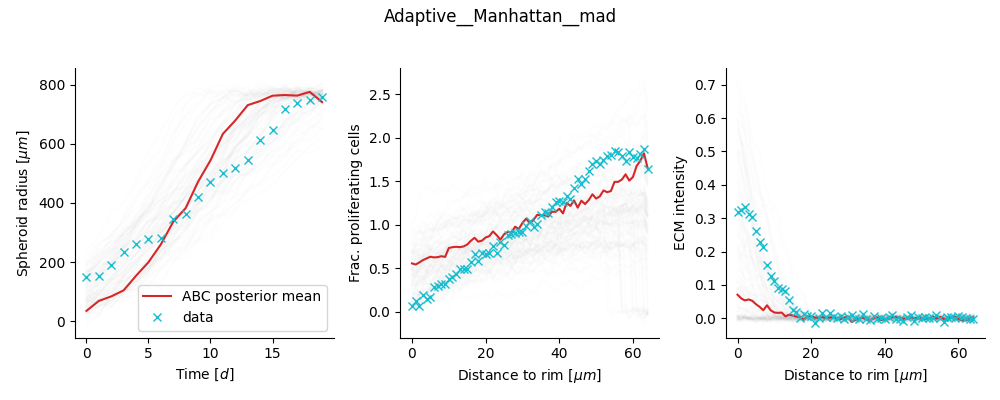 Adaptive__Manhattan__mad
Spheroid radius [μm]
800
600
400
200
0
0 5 10 15
Time [d]
ABC posterior mean
data
Frac. proliferating cells
2.5
2.0
1.5
1.0
0.5
0.0
0 20 40 60
Distance to rim [μm]
ECM intensity
0.7
0.6
0.5
0.4
0.3
0.2
0.1
0.0
0 20 40 60
Distance to rim [μm]